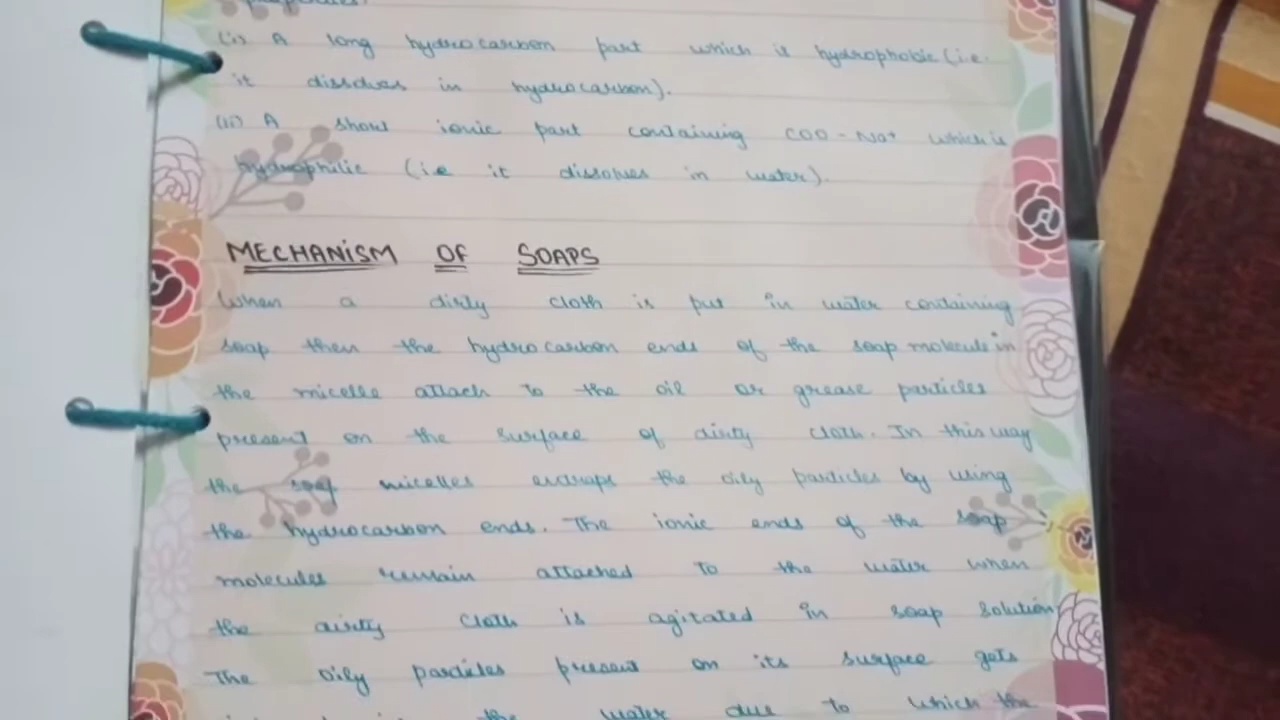 properties:
(i) A long hydrocarbon part which is hydrophobic (i.e.
it dissolves in hydrocarbon).
(ii) A short ionic part containing COO-Na+ which is
hydrophilic (i.e it dissolves in water).
MECHANISM OF SOAPS
When a dirty cloth is put in water containing
soap then the hydrocarbon ends of the soap molecule in
the micelle attach to the oil or grease particles
present on the surface of dirty cloth. In this way
the soap micelles entraps the oily particles by using
the hydrocarbon ends. The ionic ends of the soap
molecules remain attached to the water when
the dirty cloth is agitated in soap solution
The oily particles present on its surface gets
the water due to which the